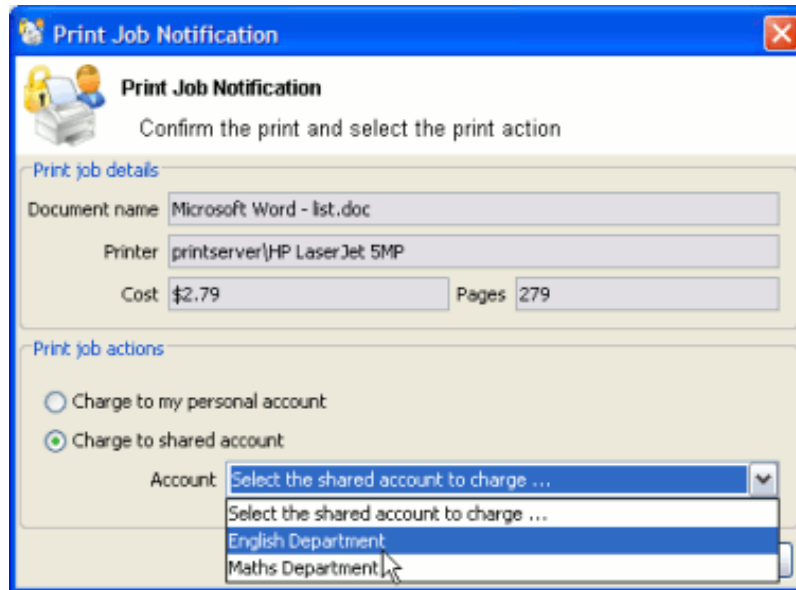 Print Job Notification
Print Job Notification
Confirm the print and select the print action
Print job details
Document name Microsoft Word - list.doc
Printer printserver\HP LaserJet 5MP
Cost $2.79 Pages 279
Print job actions
Charge to my personal account
Charge to shared account
Account Select the shared account to charge ...
Select the shared account to charge ...
English Department
Maths Department